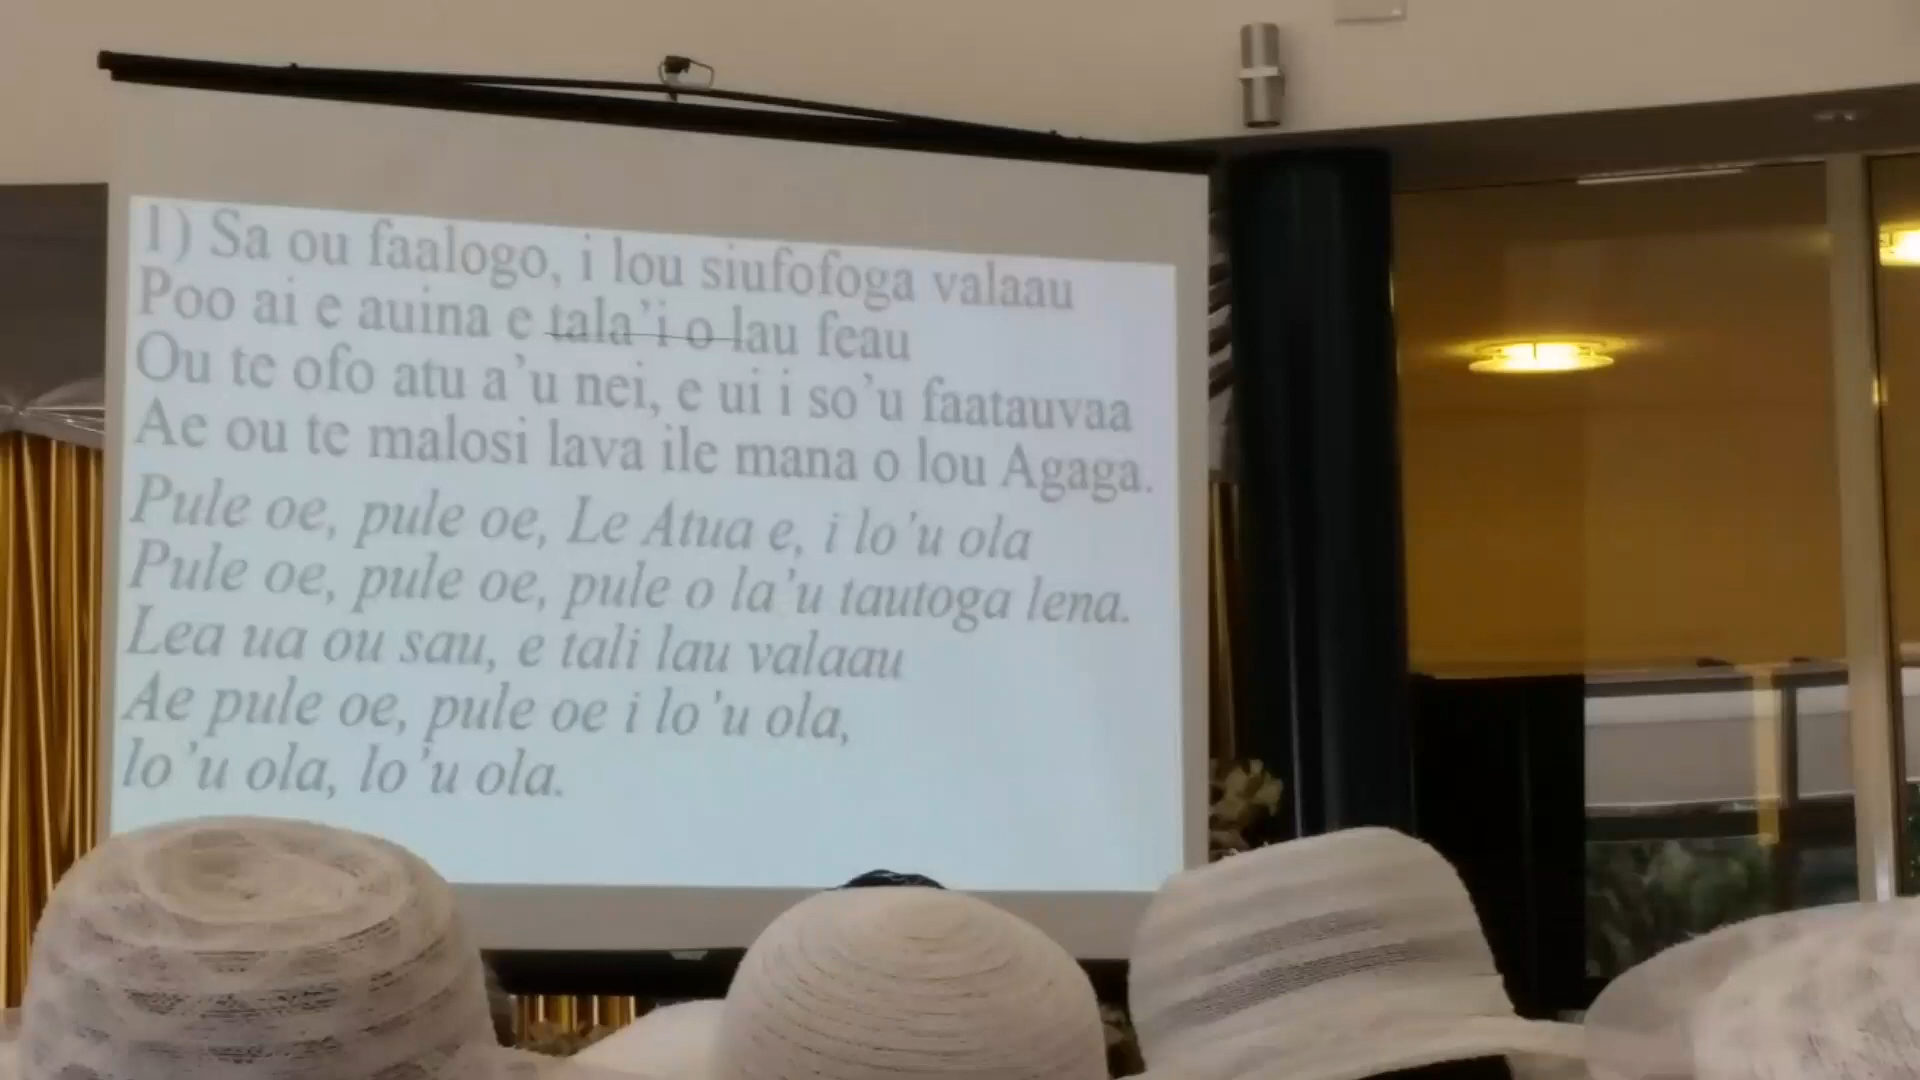 1) Sa ou faalogo, i lou siufofoga valaau
Poo ai e auina e tala’i o lau feau
Ou te ofo atu a’u nei, e ui i so’u faatauvaa
Ae ou te malosi lava ile mana o lou Agaga.
Pule oe, pule oe, Le Atua e, i lo’u ola
Pule oe, pule oe, pule o la’u tautoga lena.
Lea ua ou sau, e tali lau valaau
Ae pule oe, pule oe i lo’u ola,
lo’u ola, lo’u ola.